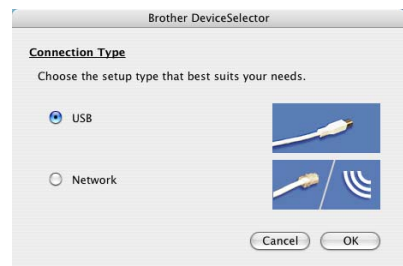 Brother DeviceSelector
Connection Type
Choose the setup type that best suits your needs.
USB
Network
Cancel OK